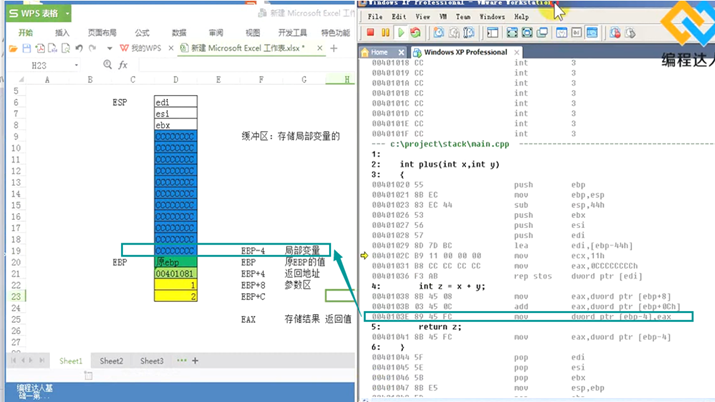 WPS 表格
新建 Microsoft Excel 工作
开始 插入 页面布局 公式 数据 审阅 视图 开发工具 特色功能
我的WPS 新建 Microsoft Excel 工作表.xlsx *
H23 fx
A B C D E F G H
5
6 ESP edi
7 esi
8 ebx
9 CCCCCCCC 缓冲区：存储局部变量的
10 CCCCCCCC
11 CCCCCCCC
12 CCCCCCCC
13 CCCCCCCC
14 CCCCCCCC
15 CCCCCCCC
16 CCCCCCCC
17 CCCCCCCC
18 CCCCCCCC
19 CCCCCCCC EBP-4 局部变量
20 EBP 原ebp EBP 原EBP的值
21 00401081 EBP+4 返回地址
22 1 EBP+8 参数区
23 2 EBP+C
24
25 EAX 存储结果 返回值
26
27
Sheet1 Sheet2 Sheet3 ··· +
编程达人基
础一第...
Windows XP Professional - VMware Workstation
File Edit View VM Team Windows Help
Home Windows XP Professional
编程达人
0040101B CC int 3
0040101C CC int 3
0040101D CC int 3
0040101E CC int 3
0040101F CC int 3
--- c:\project\stack\main.cpp
1:
2: int plus(int x,int y)
3: {
00401020 55 push ebp
00401021 8B EC mov ebp,esp
00401023 83 EC 44 sub esp,44h
00401026 53 push ebx
00401027 56 push esi
00401028 57 push edi
00401029 8D 7D BC lea edi,[ebp-44h]
0040102C B9 11 00 00 00 mov ecx,11h
00401031 B8 CC CC CC CC mov eax,0CCCCCCCCh
00401036 F3 AB rep stos dword ptr [edi]
4: int z = x + y;
00401038 8B 45 08 mov eax,dword ptr [ebp+8]
0040103B 03 45 0C add eax,dword ptr [ebp+0Ch]
0040103E 89 45 FC mov dword ptr [ebp-4],eax
5: return z;
00401041 8B 45 FC mov eax,dword ptr [ebp-4]
6: }
00401044 5F pop edi
00401045 5E pop esi
00401046 5B pop ebx
00401047 8B E5 mov esp,ebp